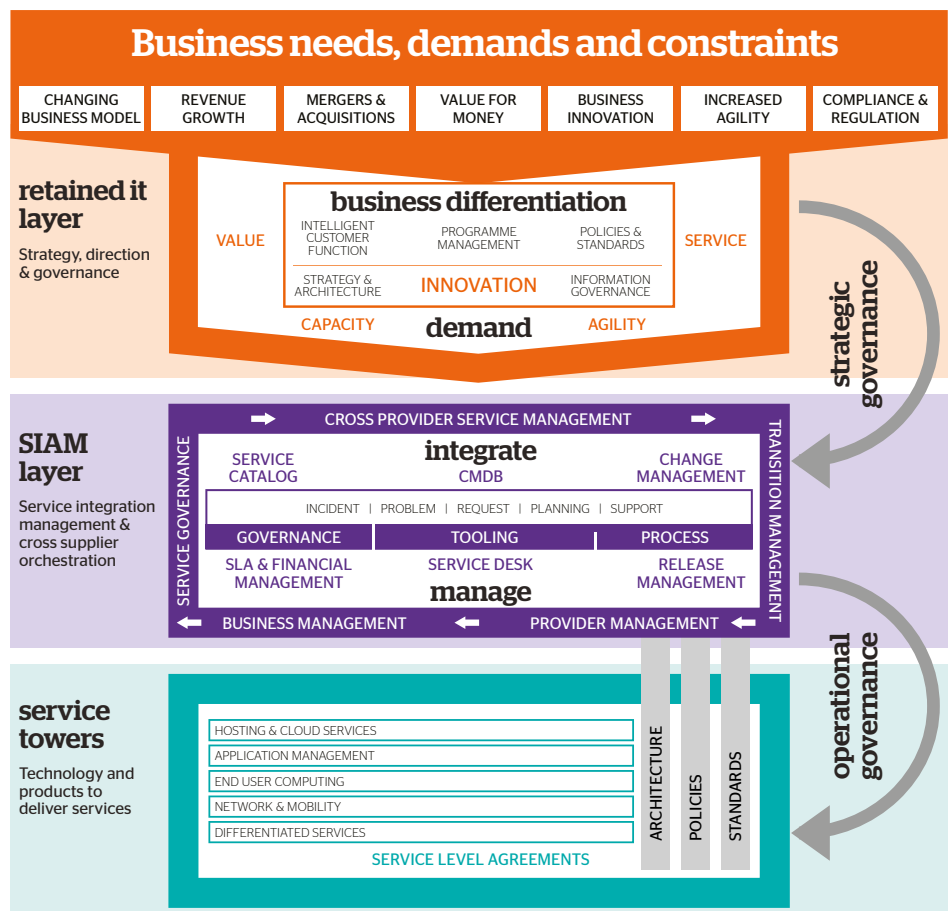 Business needs, demands and constraints
CHANGING
BUSINESS MODEL
REVENUE
GROWTH
MERGERS &
ACQUISITIONS
VALUE FOR
MONEY
BUSINESS
INNOVATION
INCREASED
AGILITY
COMPLIANCE &
REGULATION
retained it
layer
Strategy, direction
& governance
VALUE
business differentiation
INTELLIGENT
CUSTOMER
FUNCTION
PROGRAMME
MANAGEMENT
POLICIES &
STANDARDS
STRATEGY &
ARCHITECTURE
INNOVATION
INFORMATION
GOVERNANCE
SERVICE
CAPACITY
demand
AGILITY
strategic
governance
SIAM
layer
Service integration
management &
cross supplier
orchestration
SERVICE GOVERNANCE
CROSS PROVIDER SERVICE MANAGEMENT
TRANSITION MANAGEMENT
integrate
SERVICE
CATALOG
CMDB
CHANGE
MANAGEMENT
INCIDENT | PROBLEM | REQUEST | PLANNING | SUPPORT
GOVERNANCE
TOOLING
PROCESS
SLA & FINANCIAL
MANAGEMENT
SERVICE DESK
RELEASE
MANAGEMENT
manage
BUSINESS MANAGEMENT
PROVIDER MANAGEMENT
operational
governance
service
towers
Technology and
products to
deliver services
HOSTING & CLOUD SERVICES
APPLICATION MANAGEMENT
END USER COMPUTING
NETWORK & MOBILITY
DIFFERENTIATED SERVICES
SERVICE LEVEL AGREEMENTS
ARCHITECTURE
POLICIES
STANDARDS